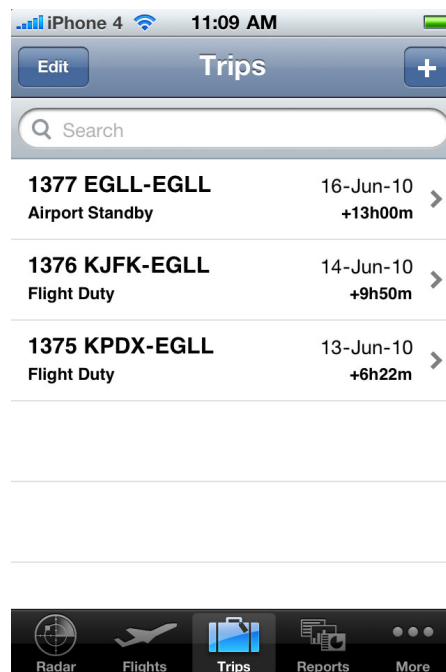 iPhone 4 11:09 AM
Edit Trips +
Search
1377 EGLL-EGLL 16-Jun-10
Airport Standby +13h00m
1376 KJFK-EGLL 14-Jun-10
Flight Duty +9h50m
1375 KPDX-EGLL 13-Jun-10
Flight Duty +6h22m
Radar Flights Trips Reports More